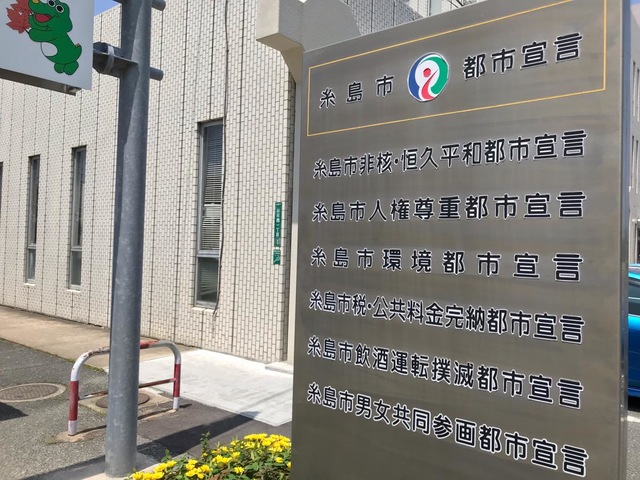 糸島市 都市宣言
糸島市非核・恒久平和都市宣言
糸島市人権尊重都市宣言
糸島市環境都市宣言
糸島市税・公共料金完納都市宣言
糸島市飲酒運転撲滅都市宣言
糸島市男女共同参画都市宣言